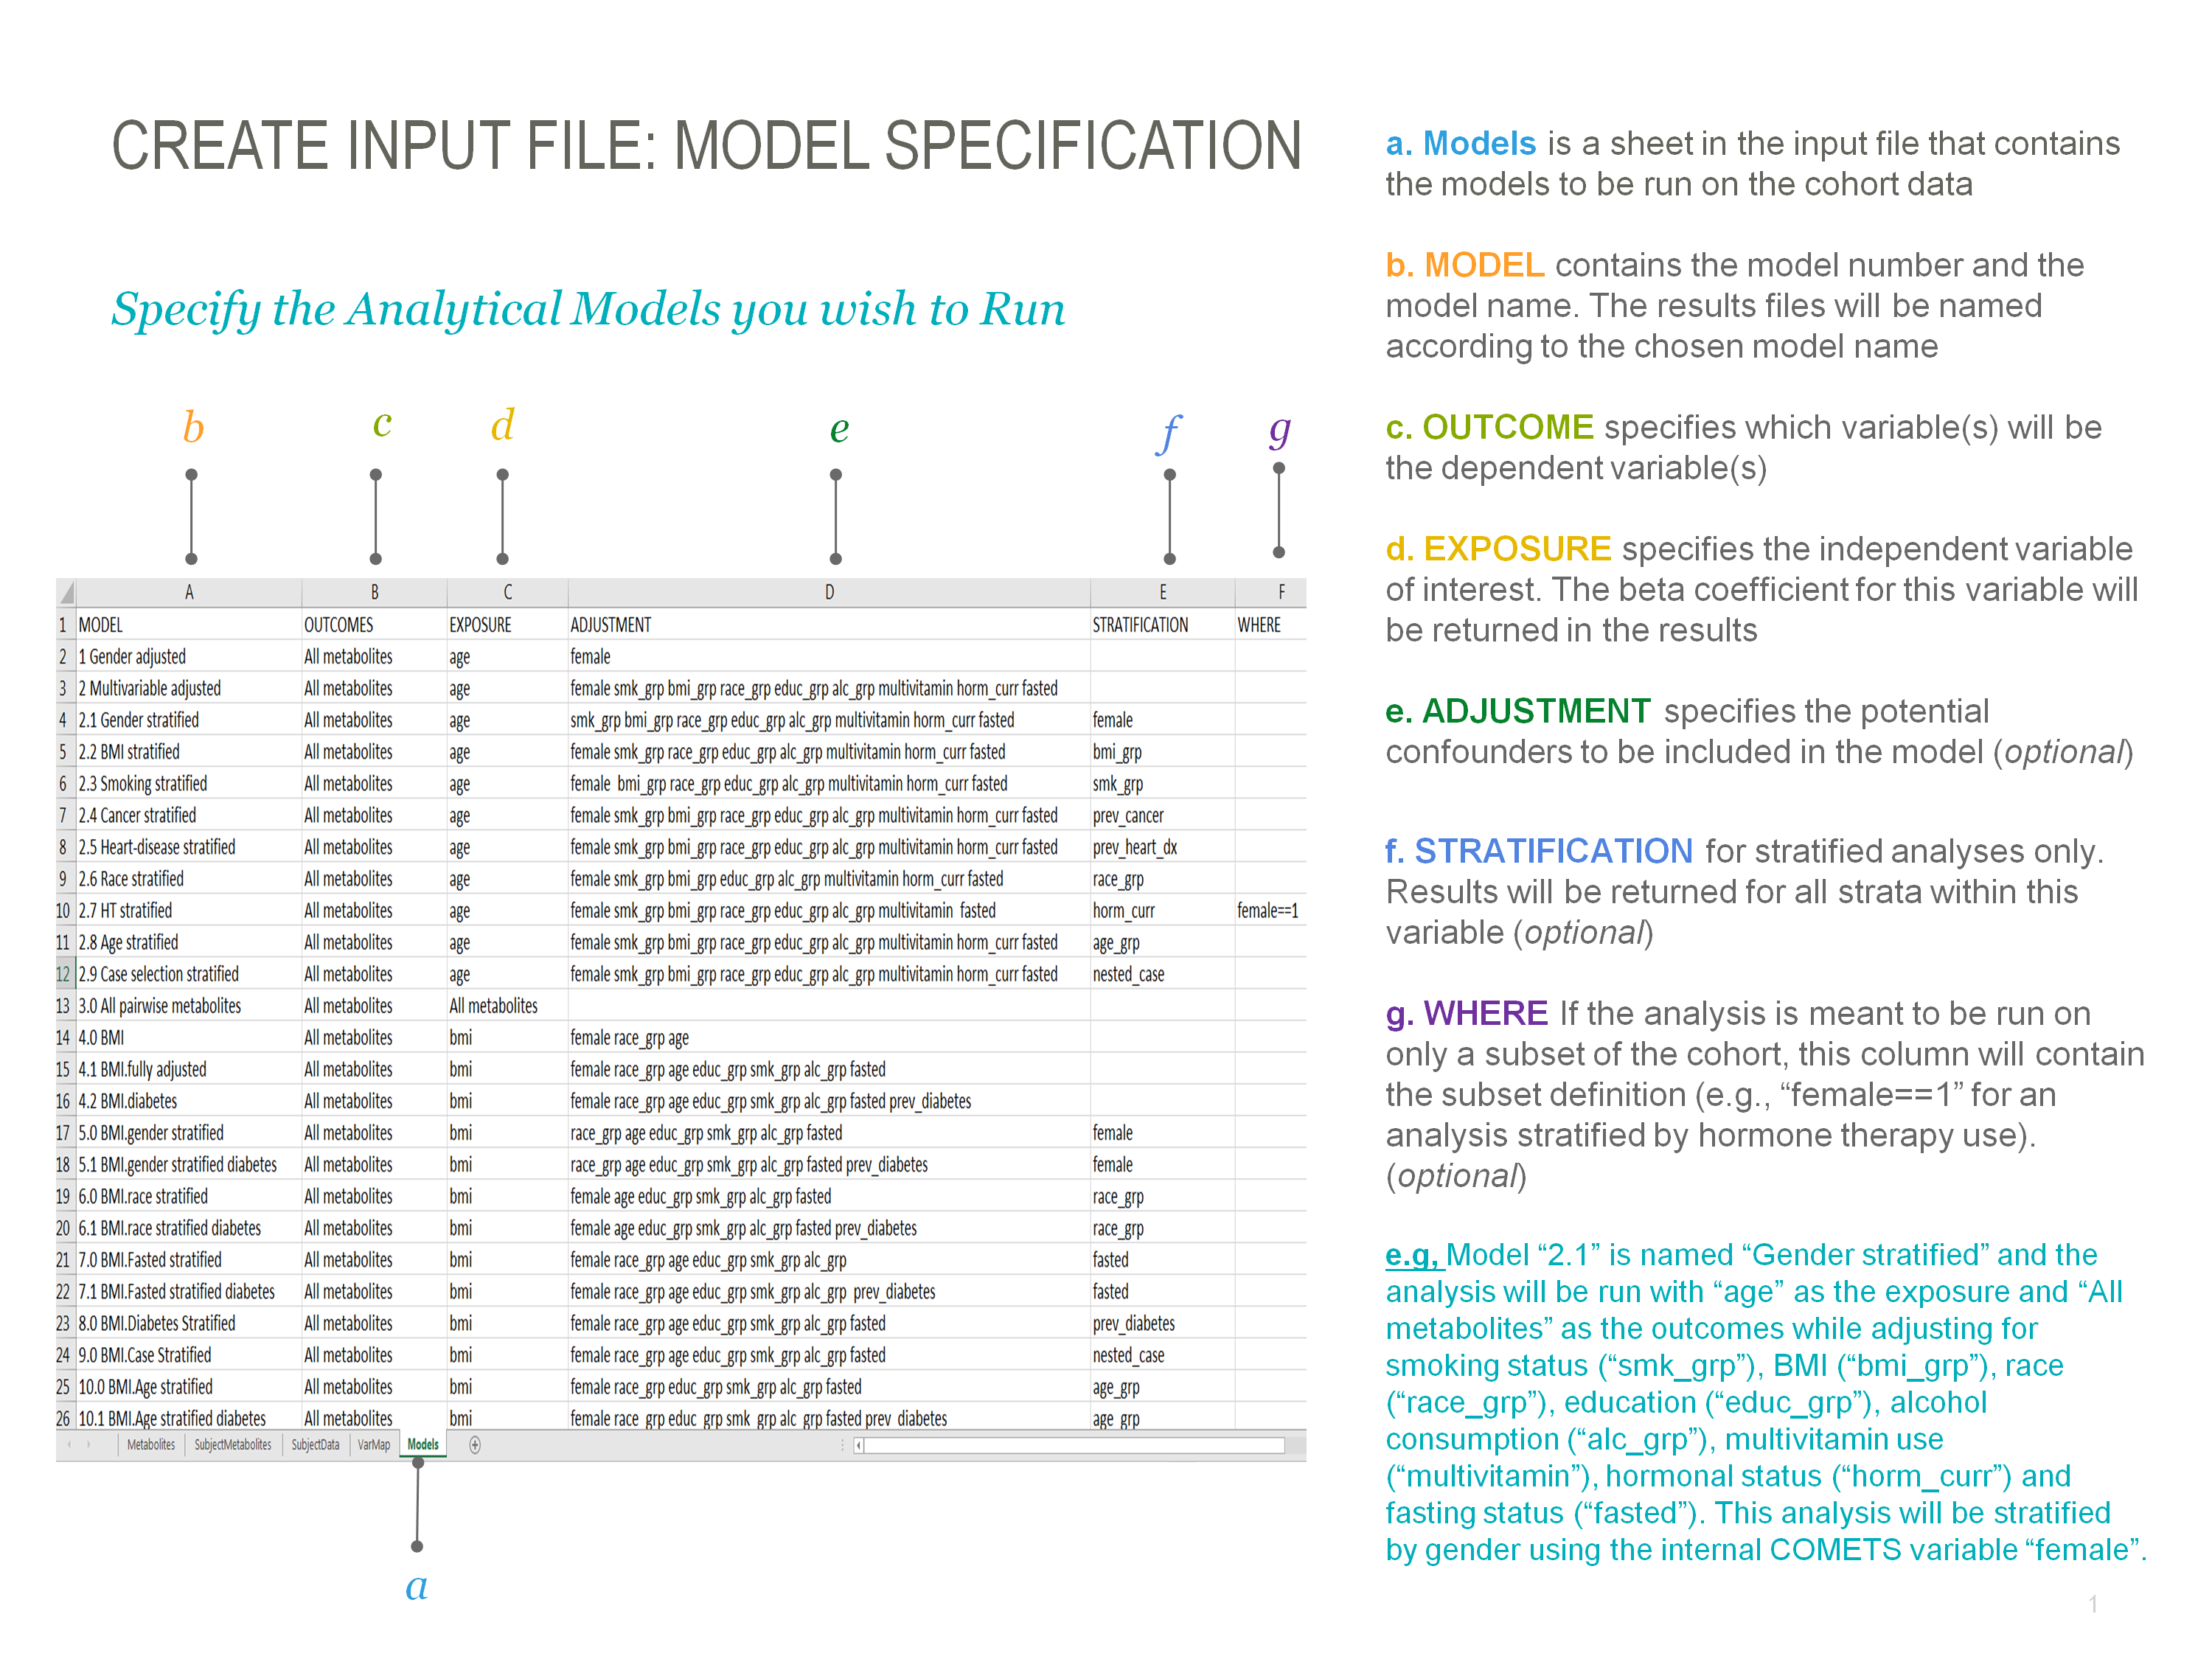 CREATE INPUT FILE: MODEL SPECIFICATION
Specify the Analytical Models you wish to Run
b c d e f g
A B C D E F
1 MODEL OUTCOMES EXPOSURE ADJUSTMENT STRATIFICATION WHERE
2 1 Gender adjusted All metabolites age female
3 2 Multivariable adjusted All metabolites age female smk_grp bmi_grp race_grp educ_grp alc_grp multivitamin horm_curr fasted
4 2.1 Gender stratified All metabolites age smk_grp bmi_grp race_grp educ_grp alc_grp multivitamin horm_curr fasted female
5 2.2 BMI stratified All metabolites age female smk_grp race_grp educ_grp alc_grp multivitamin horm_curr fasted bmi_grp
6 2.3 Smoking stratified All metabolites age female bmi_grp race_grp educ_grp alc_grp multivitamin horm_curr fasted smk_grp
7 2.4 Cancer stratified All metabolites age female smk_grp bmi_grp race_grp educ_grp alc_grp multivitamin horm_curr fasted prev_cancer
8 2.5 Heart-disease stratified All metabolites age female smk_grp bmi_grp race_grp educ_grp alc_grp multivitamin horm_curr fasted prev_heart_dx
9 2.6 Race stratified All metabolites age female smk_grp bmi_grp educ_grp alc_grp multivitamin horm_curr fasted race_grp
10 2.7 HT stratified All metabolites age female smk_grp bmi_grp race_grp educ_grp alc_grp multivitamin fasted horm_curr female==1
11 2.8 Age stratified All metabolites age female smk_grp bmi_grp race_grp educ_grp alc_grp multivitamin horm_curr fasted age_grp
12 2.9 Case selection stratified All metabolites age female smk_grp bmi_grp race_grp educ_grp alc_grp multivitamin horm_curr fasted nested_case
13 3.0 All pairwise metabolites All metabolites All metabolites
14 4.0 BMI All metabolites bmi female race_grp age
15 4.1 BMI.fully adjusted All metabolites bmi female race_grp age educ_grp smk_grp alc_grp fasted
16 4.2 BMI.diabetes All metabolites bmi female race_grp age educ_grp smk_grp alc_grp fasted prev_diabetes
17 5.0 BMI.gender stratified All metabolites bmi race_grp age educ_grp smk_grp alc_grp fasted female
18 5.1 BMI.gender stratified diabetes All metabolites bmi race_grp age educ_grp smk_grp alc_grp fasted prev_diabetes female
19 6.0 BMI.race stratified All metabolites bmi female age educ_grp smk_grp alc_grp fasted race_grp
20 6.1 BMI.race stratified diabetes All metabolites bmi female age educ_grp smk_grp alc_grp fasted prev_diabetes race_grp
21 7.0 BMI.Fasted stratified All metabolites bmi female race_grp age educ_grp smk_grp alc_grp fasted
22 7.1 BMI.Fasted stratified diabetes All metabolites bmi female race_grp age educ_grp smk_grp alc_grp prev_diabetes fasted
23 8.0 BMI.Diabetes Stratified All metabolites bmi female race_grp age educ_grp smk_grp alc_grp fasted prev_diabetes
24 9.0 BMI.Case Stratified All metabolites bmi female race_grp age educ_grp smk_grp alc_grp fasted nested_case
25 10.0 BMI.Age stratified All metabolites bmi female race_grp educ_grp smk_grp alc_grp fasted age_grp
26 10.1 BMI.Age stratified diabetes All metabolites bmi female race_grp educ_grp smk_grp alc_grp fasted prev_diabetes age_grp
Metabolites SubjectMetabolites SubjectData VarMap Models
a
a. Models is a sheet in the input file that contains
the models to be run on the cohort data
b. MODEL contains the model number and the
model name. The results files will be named
according to the chosen model name
c. OUTCOME specifies which variable(s) will be
the dependent variable(s)
d. EXPOSURE specifies the independent variable
of interest. The beta coefficient for this variable will
be returned in the results
e. ADJUSTMENT specifies the potential
confounders to be included in the model (optional)
f. STRATIFICATION for stratified analyses only.
Results will be returned for all strata within this
variable (optional)
g. WHERE If the analysis is meant to be run on
only a subset of the cohort, this column will contain
the subset definition (e.g., “female==1” for an
analysis stratified by hormone therapy use).
(optional)
e.g, Model “2.1” is named “Gender stratified” and the
analysis will be run with “age” as the exposure and “All
metabolites” as the outcomes while adjusting for
smoking status (“smk_grp”), BMI (“bmi_grp”), race
(“race_grp”), education (“educ_grp”), alcohol
consumption (“alc_grp”), multivitamin use
(“multivitamin”), hormonal status (“horm_curr”) and
fasting status (“fasted”). This analysis will be stratified
by gender using the internal COMETS variable “female”.
1